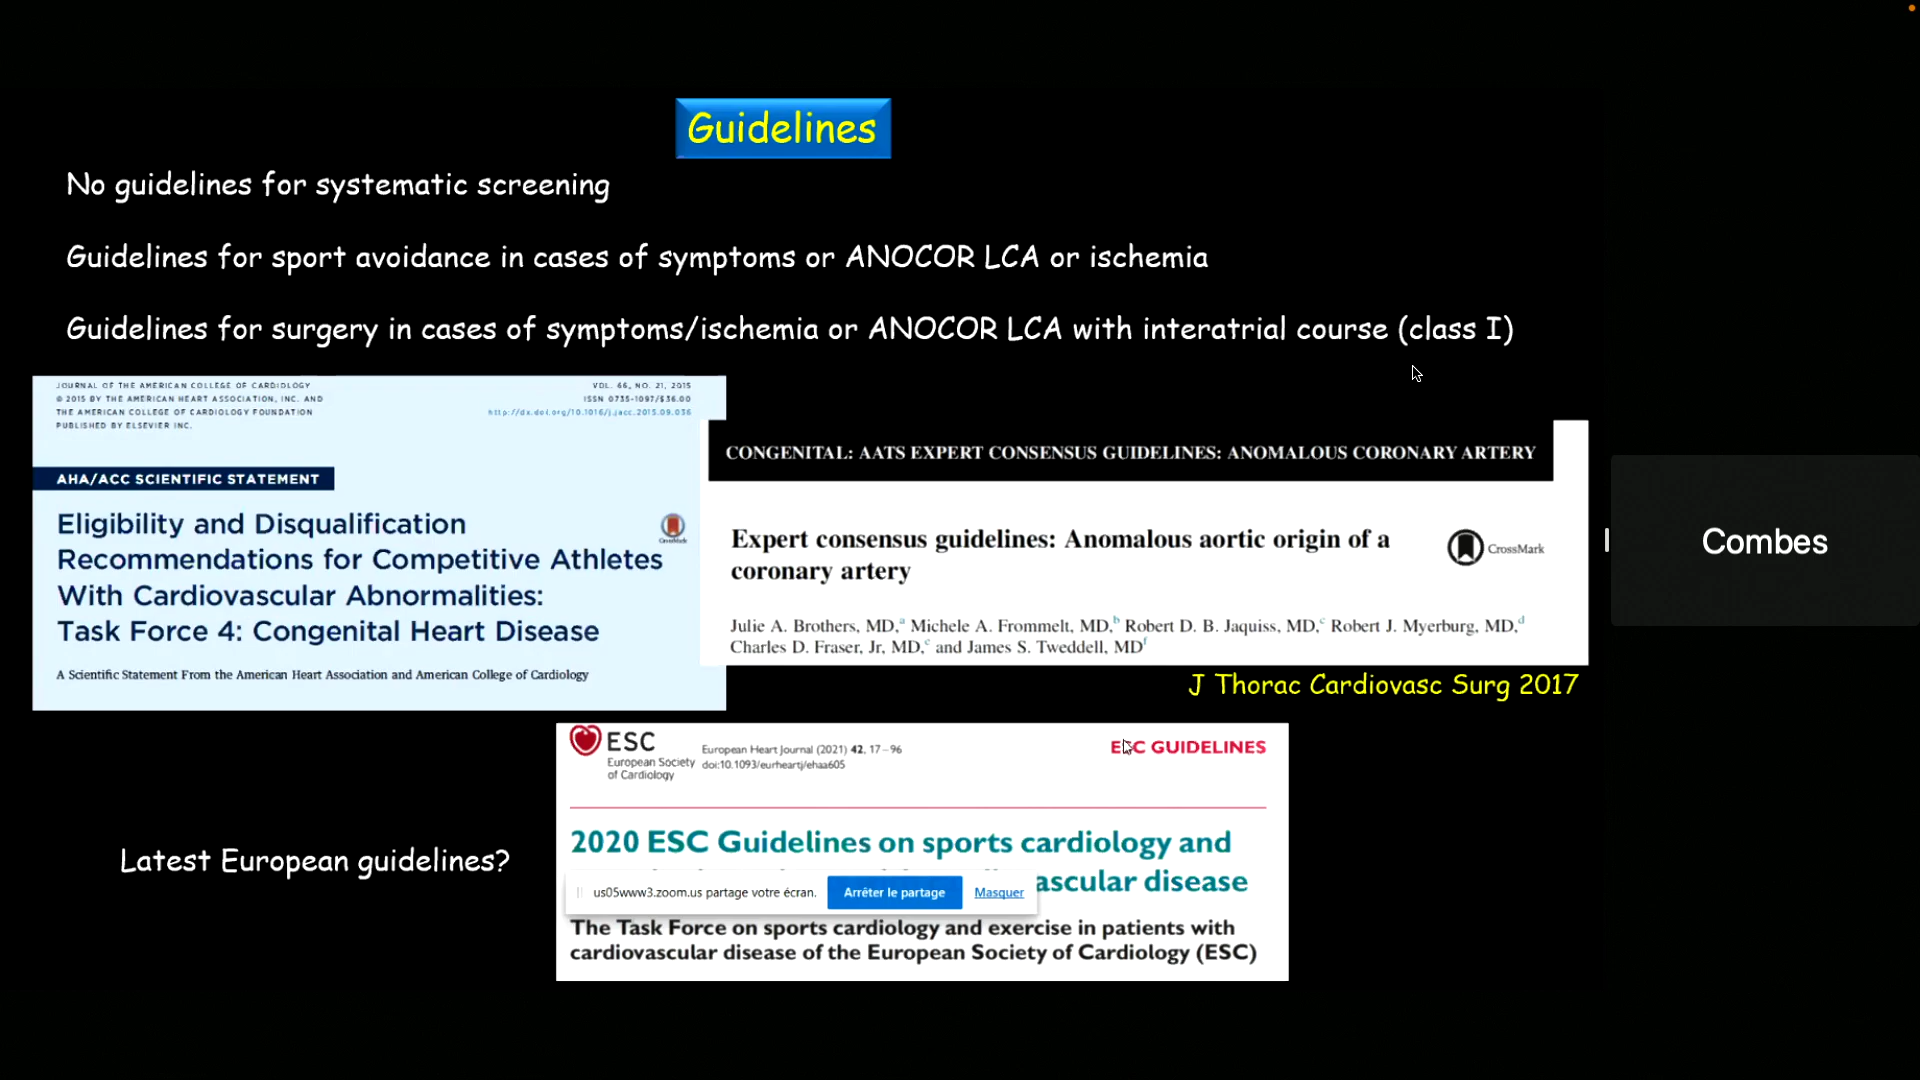 Guidelines
No guidelines for systematic screening
Guidelines for sport avoidance in cases of symptoms or ANOCOR LCA or ischemia
Guidelines for surgery in cases of symptoms/ischemia or ANOCOR LCA with interatrial course (class I)
JOURNAL OF THE AMERICAN COLLEGE OF CARDIOLOGY
© 2015 BY THE AMERICAN HEART ASSOCIATION, INC. AND
THE AMERICAN COLLEGE OF CARDIOLOGY FOUNDATION
PUBLISHED BY ELSEVIER INC.
VOL. 66, NO. 21, 2015
ISSN 0735-1097/$36.00
http://dx.doi.org/10.1016/j.jacc.2015.09.036
AHA/ACC SCIENTIFIC STATEMENT
Eligibility and Disqualification
Recommendations for Competitive Athletes
With Cardiovascular Abnormalities:
Task Force 4: Congenital Heart Disease
CrossMark
A Scientific Statement From the American Heart Association and American College of Cardiology
CONGENITAL: AATS EXPERT CONSENSUS GUIDELINES: ANOMALOUS CORONARY ARTERY
Expert consensus guidelines: Anomalous aortic origin of a
coronary artery
CrossMark
Julie A. Brothers, MD,a Michele A. Frommelt, MD,b Robert D. B. Jaquiss, MD,c Robert J. Myerburg, MD,d
Charles D. Fraser, Jr, MD,c and James S. Tweddell, MDf
J Thorac Cardiovasc Surg 2017
Combes
ESC
European Society
of Cardiology
European Heart Journal (2021) 42, 17–96
doi:10.1093/eurheartj/ehaa605
ESC GUIDELINES
Latest European guidelines?
2020 ESC Guidelines on sports cardiology and
ascular disease
us05www3.zoom.us partage votre écran.
Arrêter le partage
Masquer
The Task Force on sports cardiology and exercise in patients with
cardiovascular disease of the European Society of Cardiology (ESC)